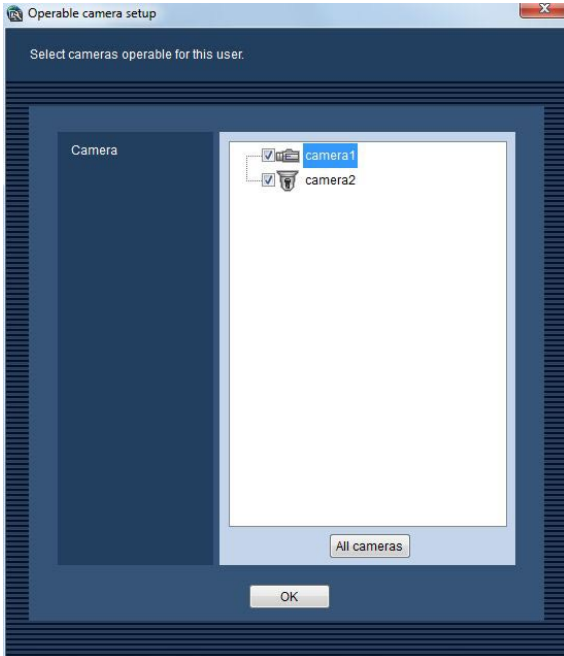 Operable camera setup
Select cameras operable for this user.
Camera
camera1
camera2
All cameras
OK